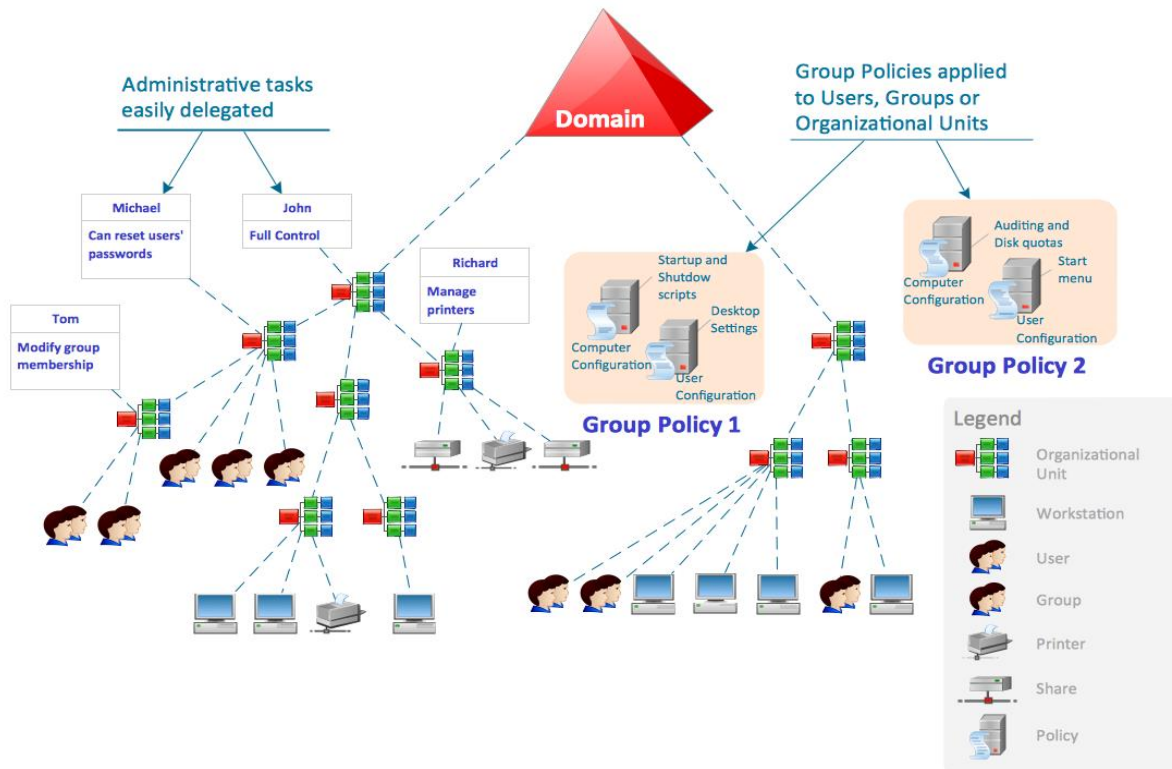 Administrative tasks
easily delegated
Domain
Group Policies applied
to Users, Groups or
Organizational Units
Michael
Can reset users'
passwords
John
Full Control
Richard
Manage
printers
Tom
Modify group
membership
Startup and
Shutdow
scripts
Desktop
Settings
Computer
Configuration
User
Configuration
Group Policy 1
Auditing and
Disk quotas
Start
menu
Computer
Configuration
User
Configuration
Group Policy 2
Legend
Organizational
Unit
Workstation
User
Group
Printer
Share
Policy